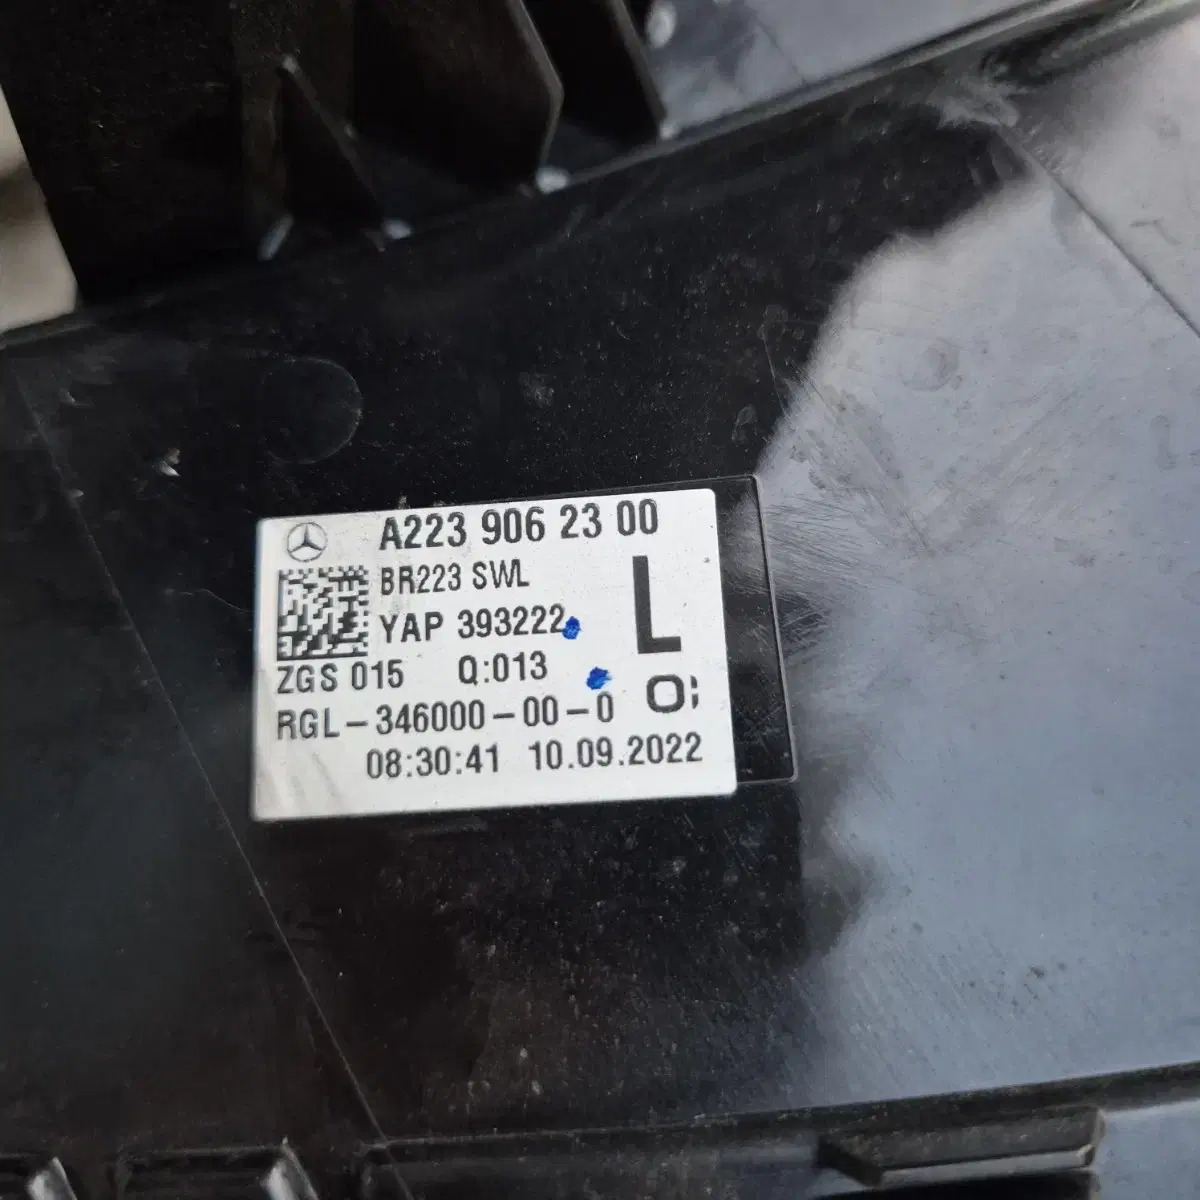 A223 906 23 00
BR223 SWL
L
YAP 393222
ZGS 015 Q:013
RGL-346000-00-0
08:30:41 10.09.2022